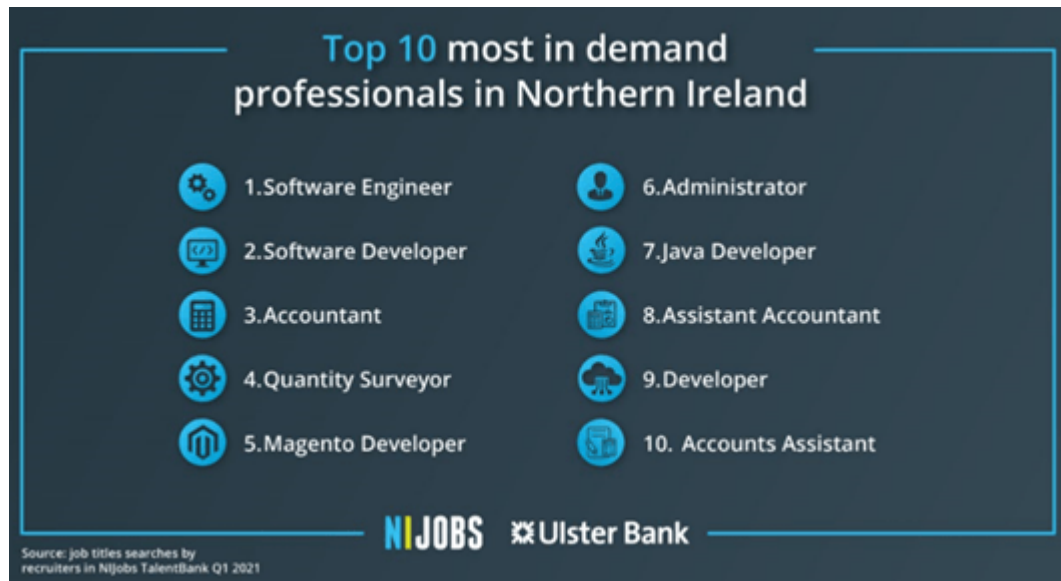 Top 10 most in demand
professionals in Northern Ireland
1.Software Engineer
2.Software Developer
3.Accountant
4.Quantity Surveyor
5.Magento Developer
6.Administrator
7.Java Developer
8.Assistant Accountant
9.Developer
10. Accounts Assistant
NIJOBS
Ulster Bank
Source: job titles searches by
recruiters in NIJobs TalentBank Q1 2021